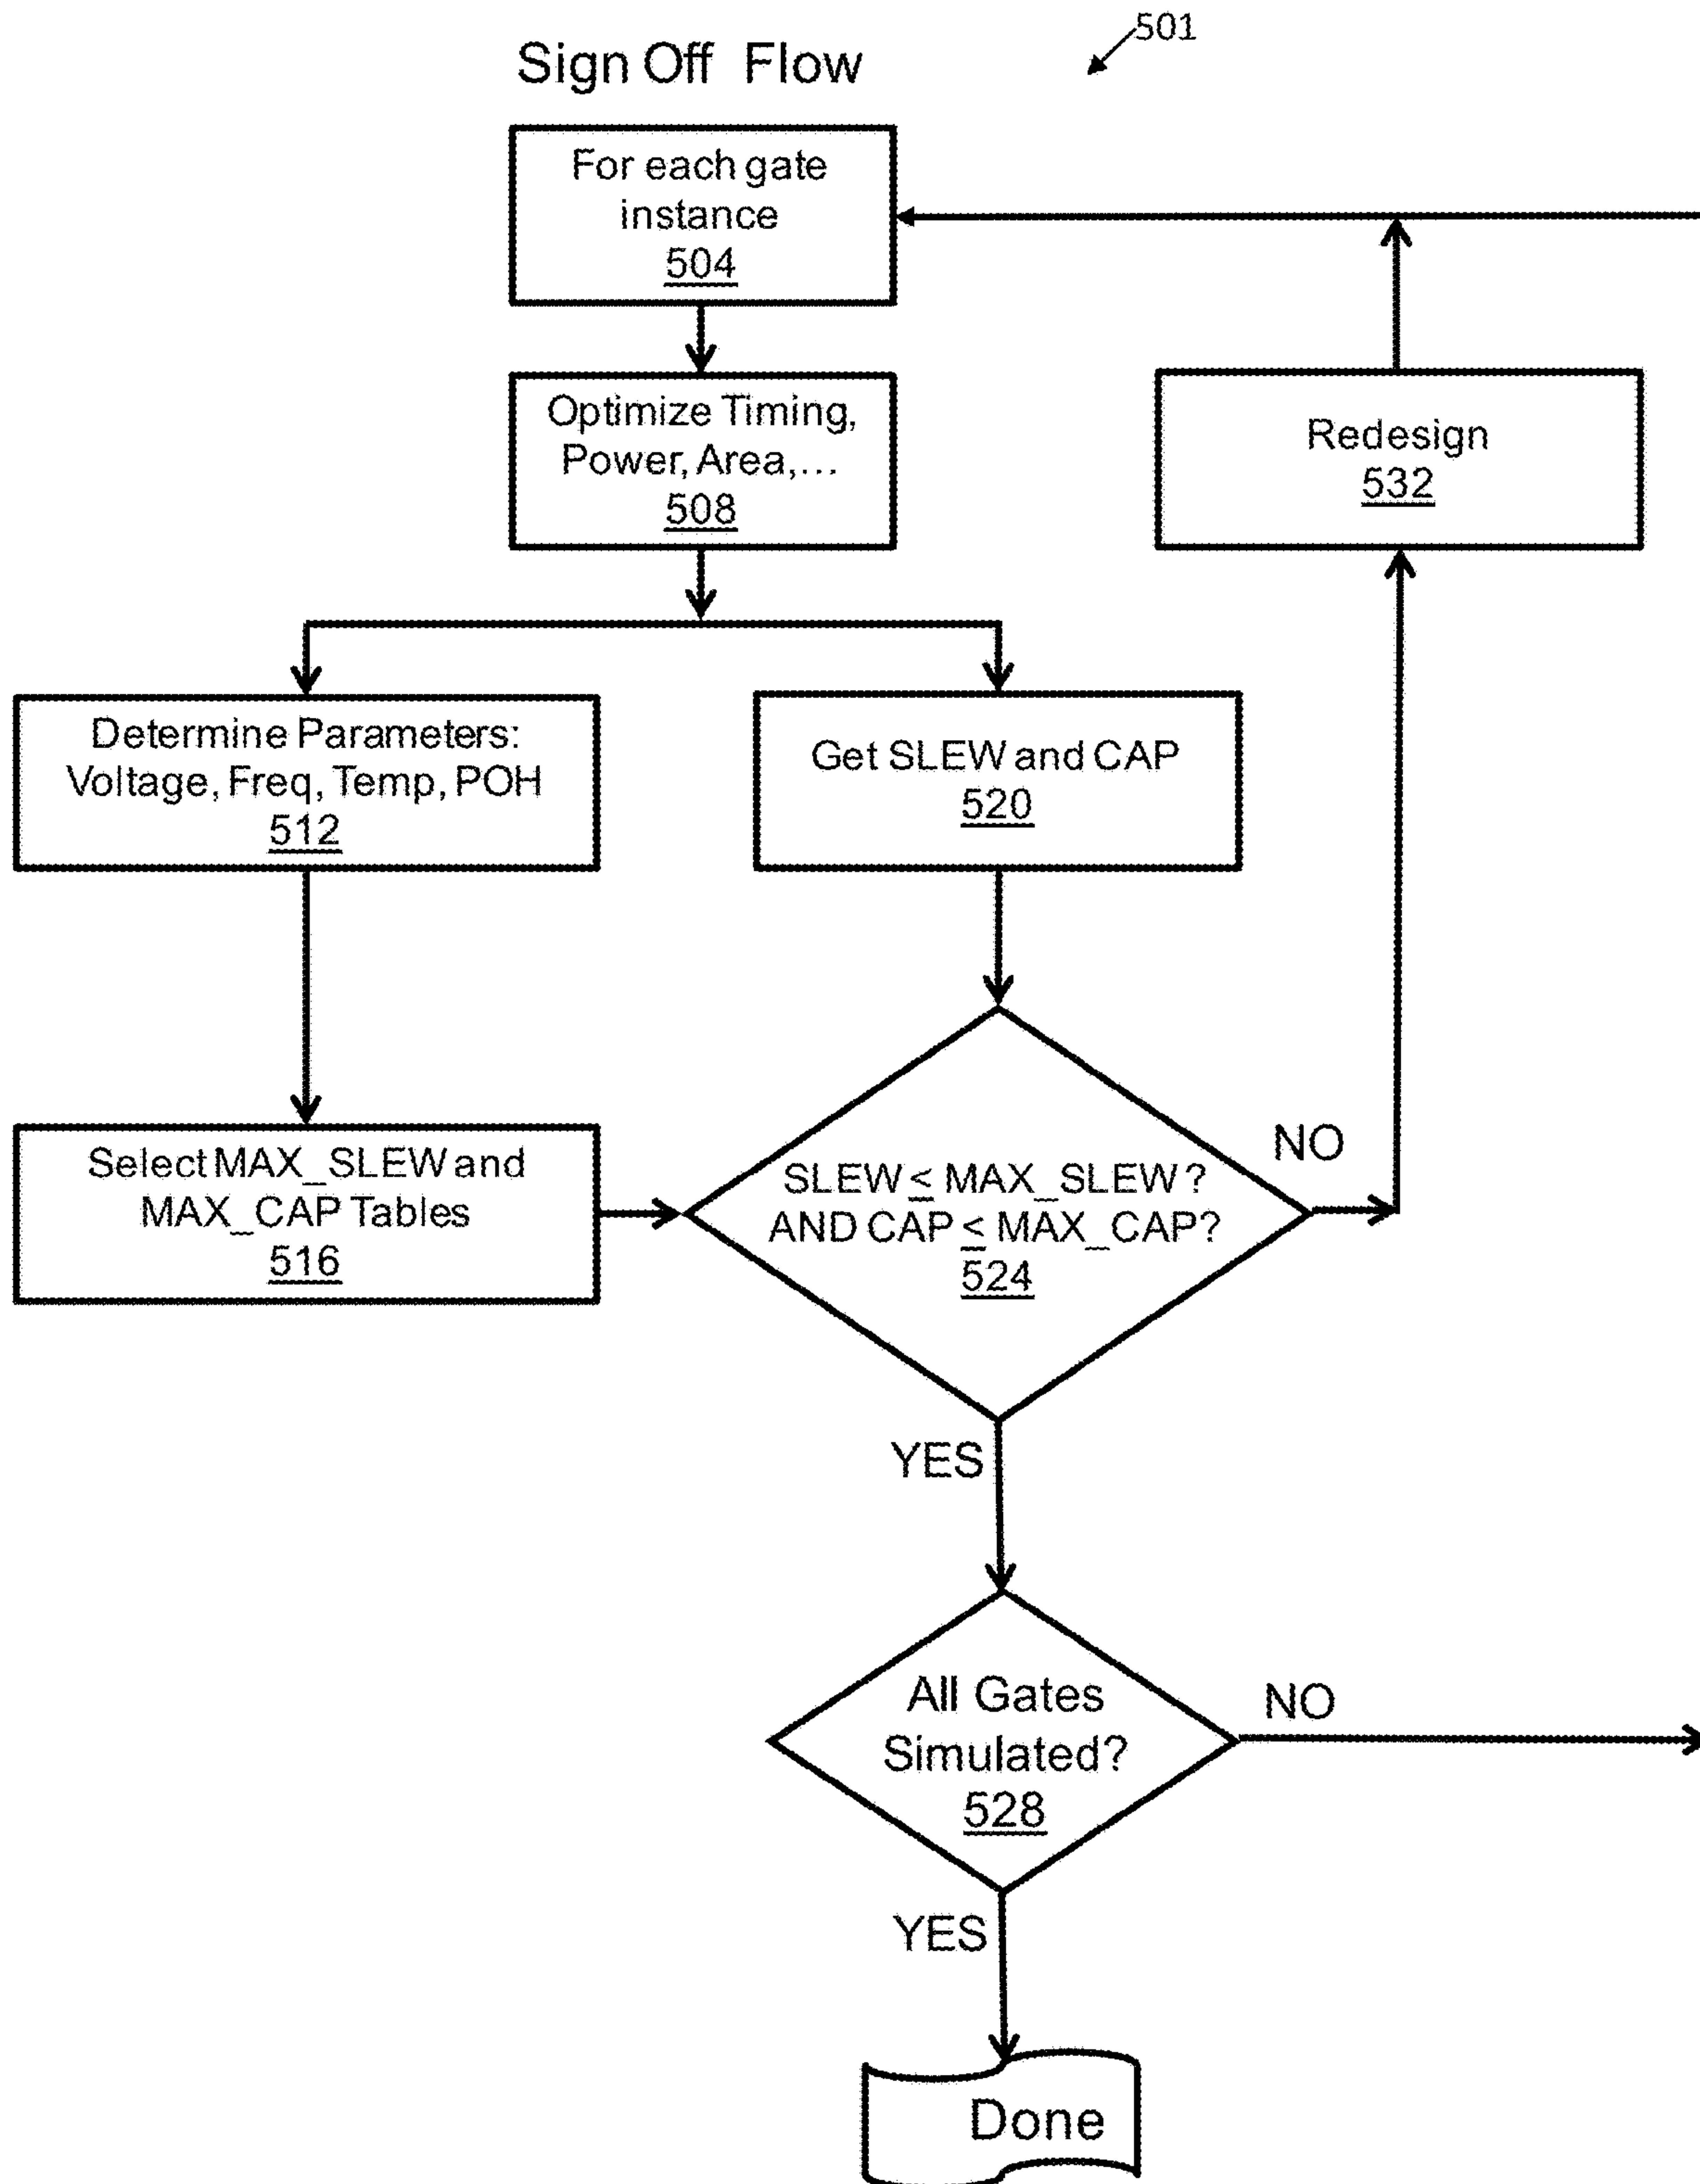 501
Sign Off Flow
For each gate
instance
504
Optimize Timing,
Power, Area,...
508
Redesign
532
Determine Parameters:
Voltage, Freq, Temp, POH
512
Get SLEW and CAP
520
Select MAX_SLEW and
MAX_CAP Tables
516
SLEW ≤ MAX_SLEW?
AND CAP ≤ MAX_CAP?
524
NO
YES
All Gates
Simulated?
528
NO
YES
Done